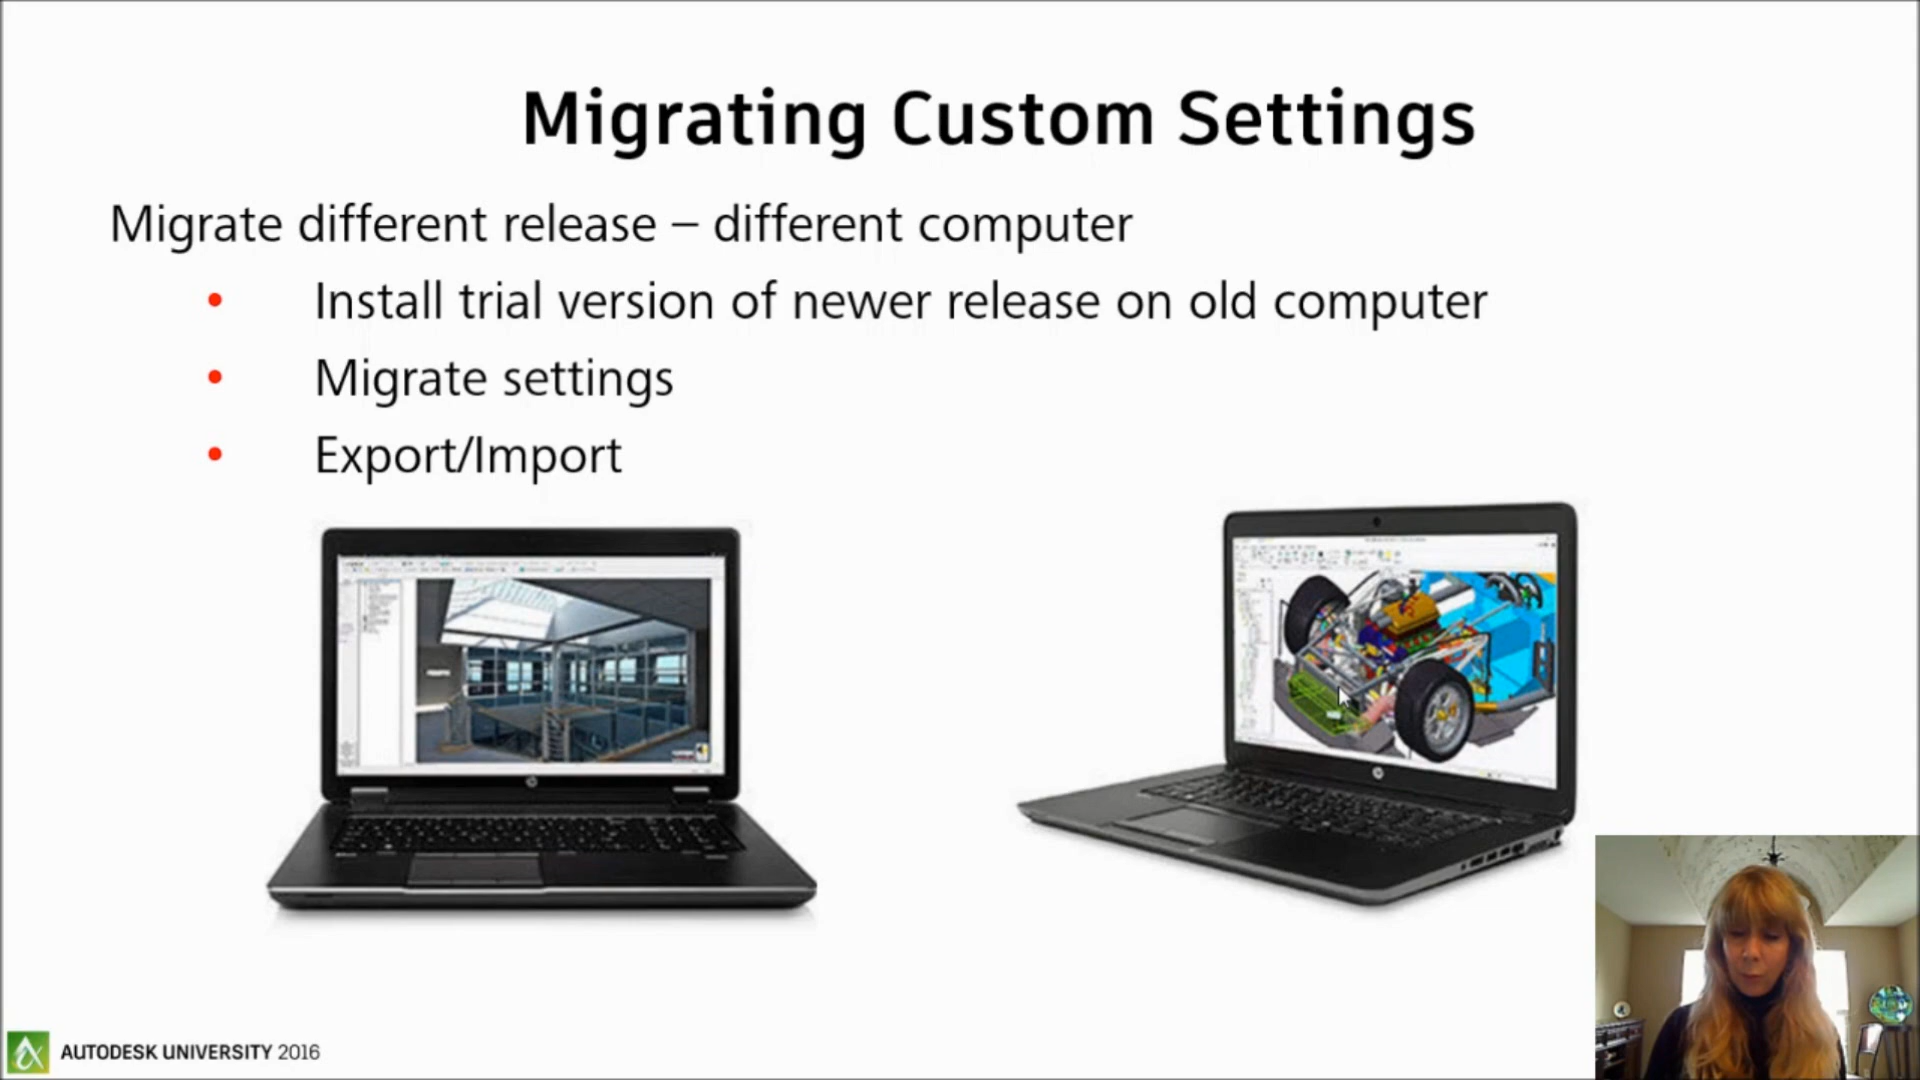 Migrating Custom Settings
Migrate different release – different computer
• Install trial version of newer release on old computer
• Migrate settings
• Export/Import
AUTODESK UNIVERSITY 2016